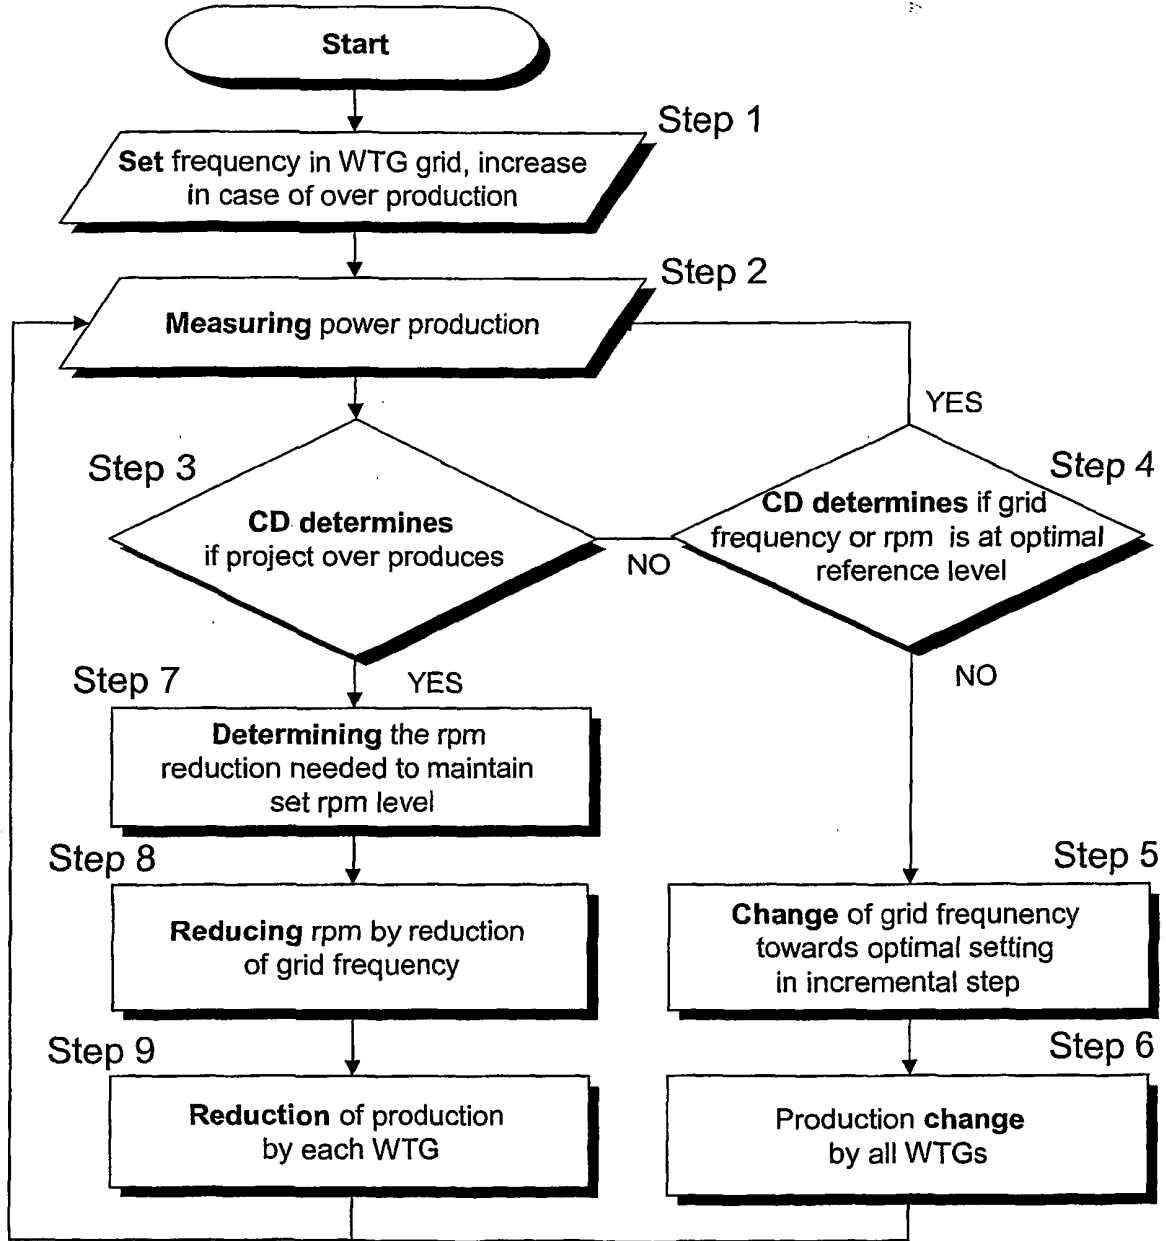 Start
Step 1
Set frequency in WTG grid, increase
in case of over production
Step 2
Measuring power production
YES
Step 3
CD determines
if project over produces
NO
Step 4
CD determines if grid
frequency or rpm is at optimal
reference level
YES
NO
Step 7
Determining the rpm
reduction needed to maintain
set rpm level
Step 8
Reducing rpm by reduction
of grid frequency
Step 5
Change of grid frequnency
towards optimal setting
in incremental step
Step 9
Reduction of production
by each WTG
Step 6
Production change
by all WTGs